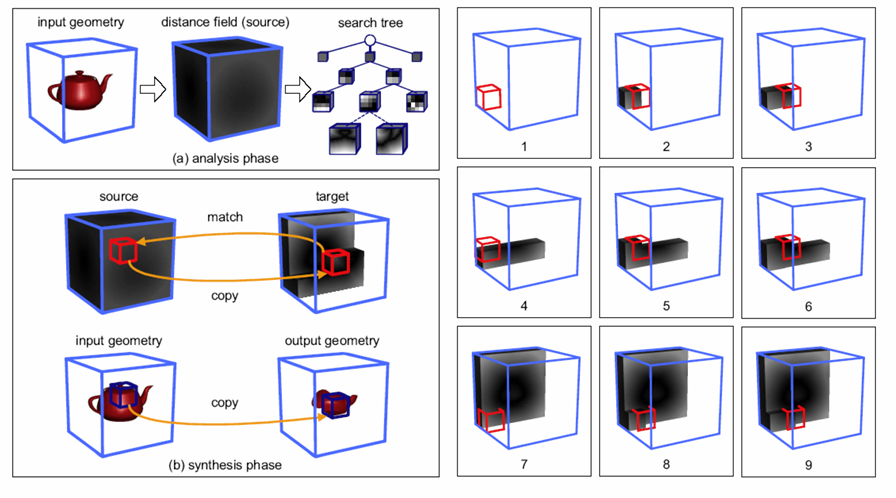 input geometry
distance field (source)
search tree
(a) analysis phase
source
target
match
copy
input geometry
output geometry
copy
(b) synthesis phase
1
2
3
4
5
6
7
8
9